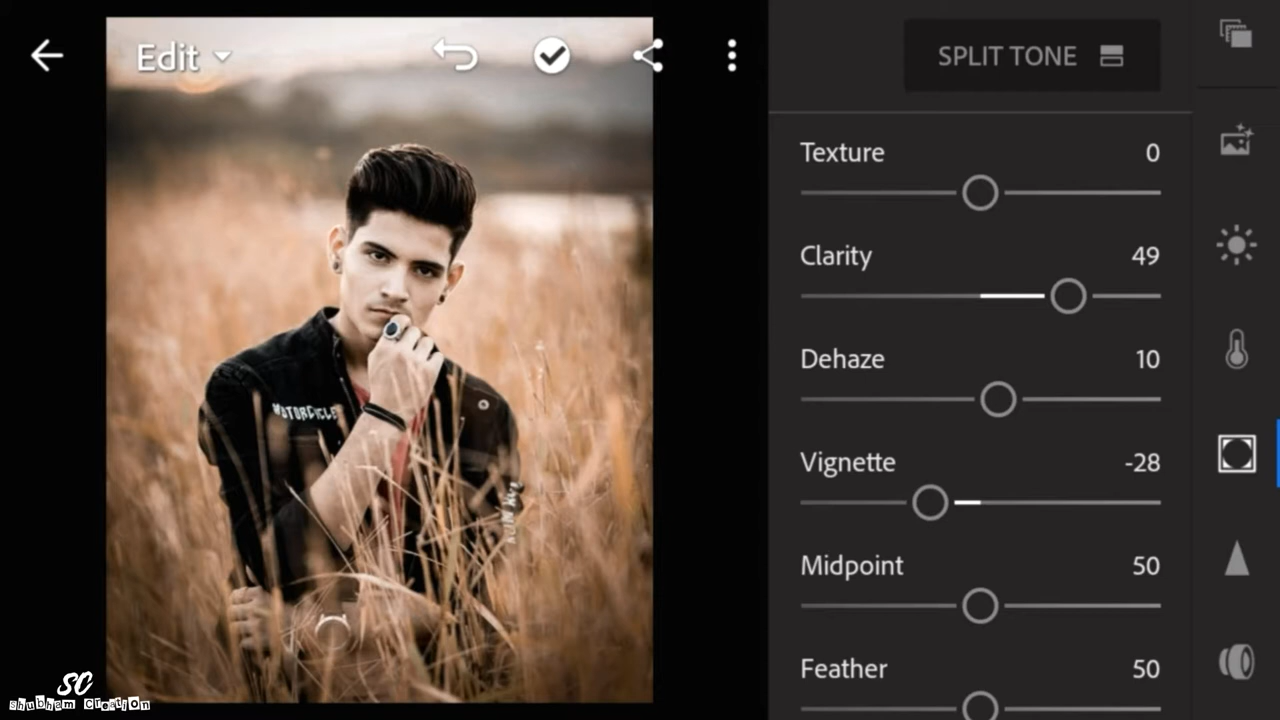 Edit
SPLIT TONE
Texture 0
Clarity 49
Dehaze 10
Vignette -28
Midpoint 50
Feather 50
MOTORCYCLE
SC
Shubham Creation